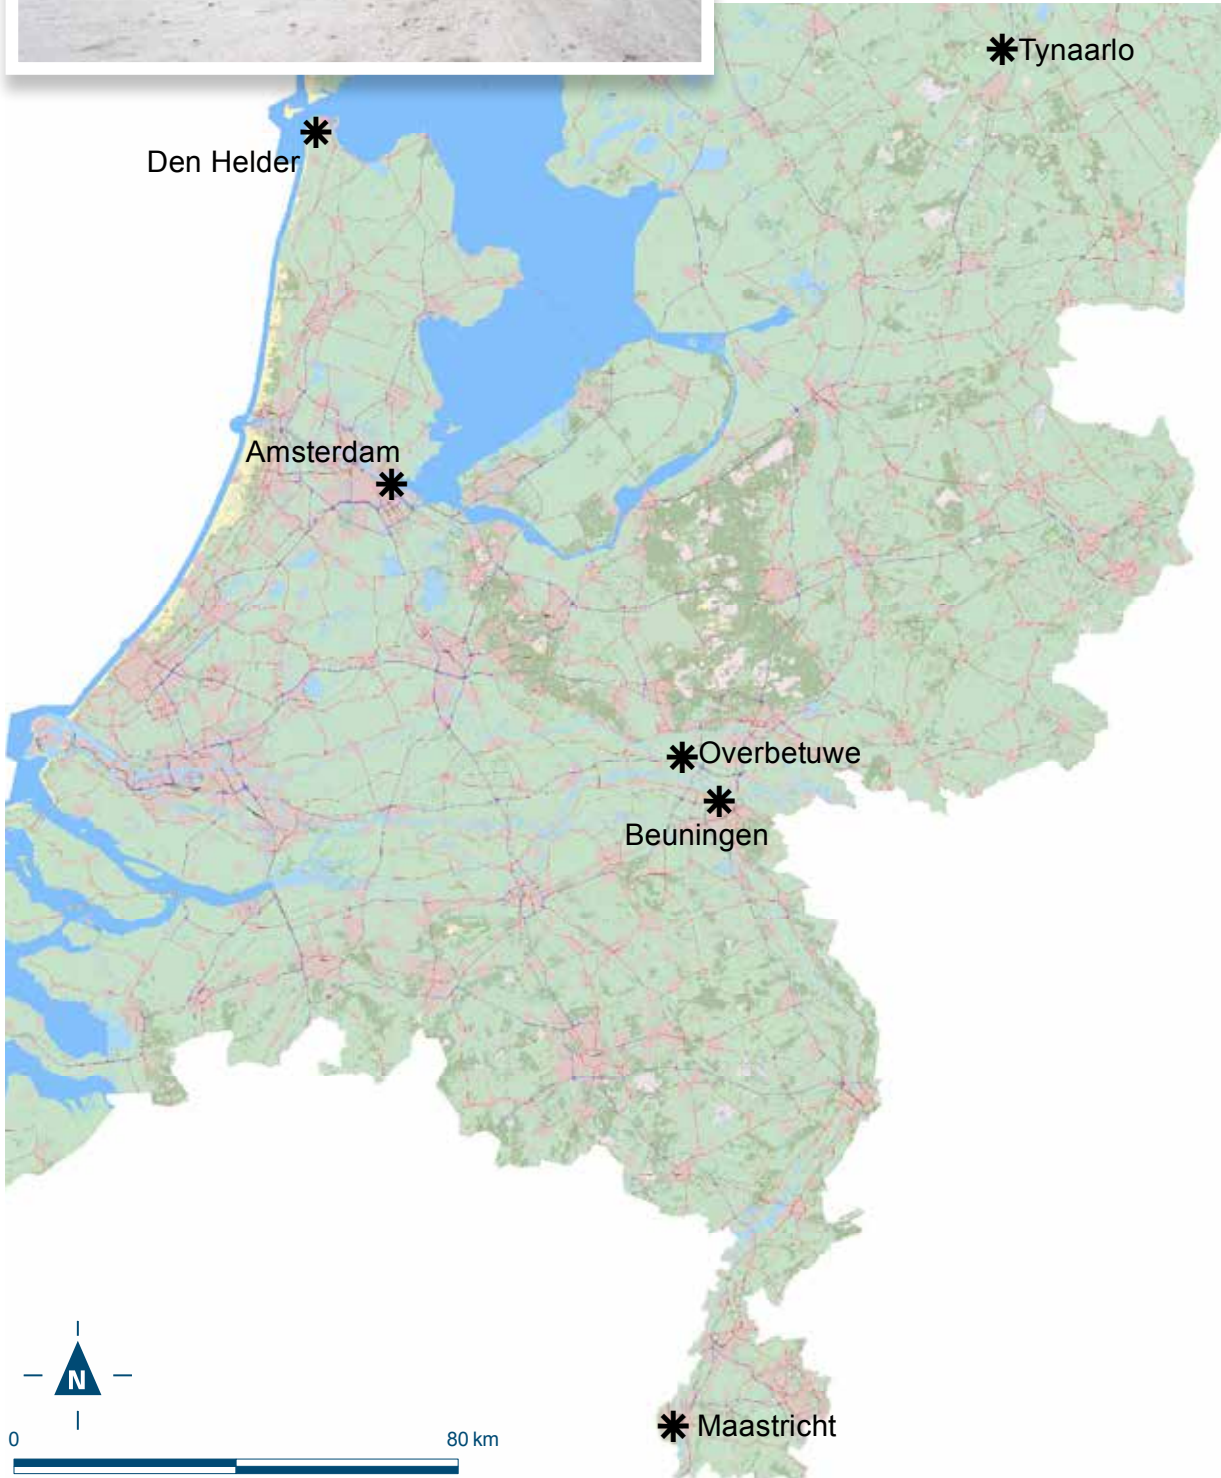 Tynaarlo
Den Helder
Amsterdam
Overbetuwe
Beuningen
N
0 80 km
Maastricht